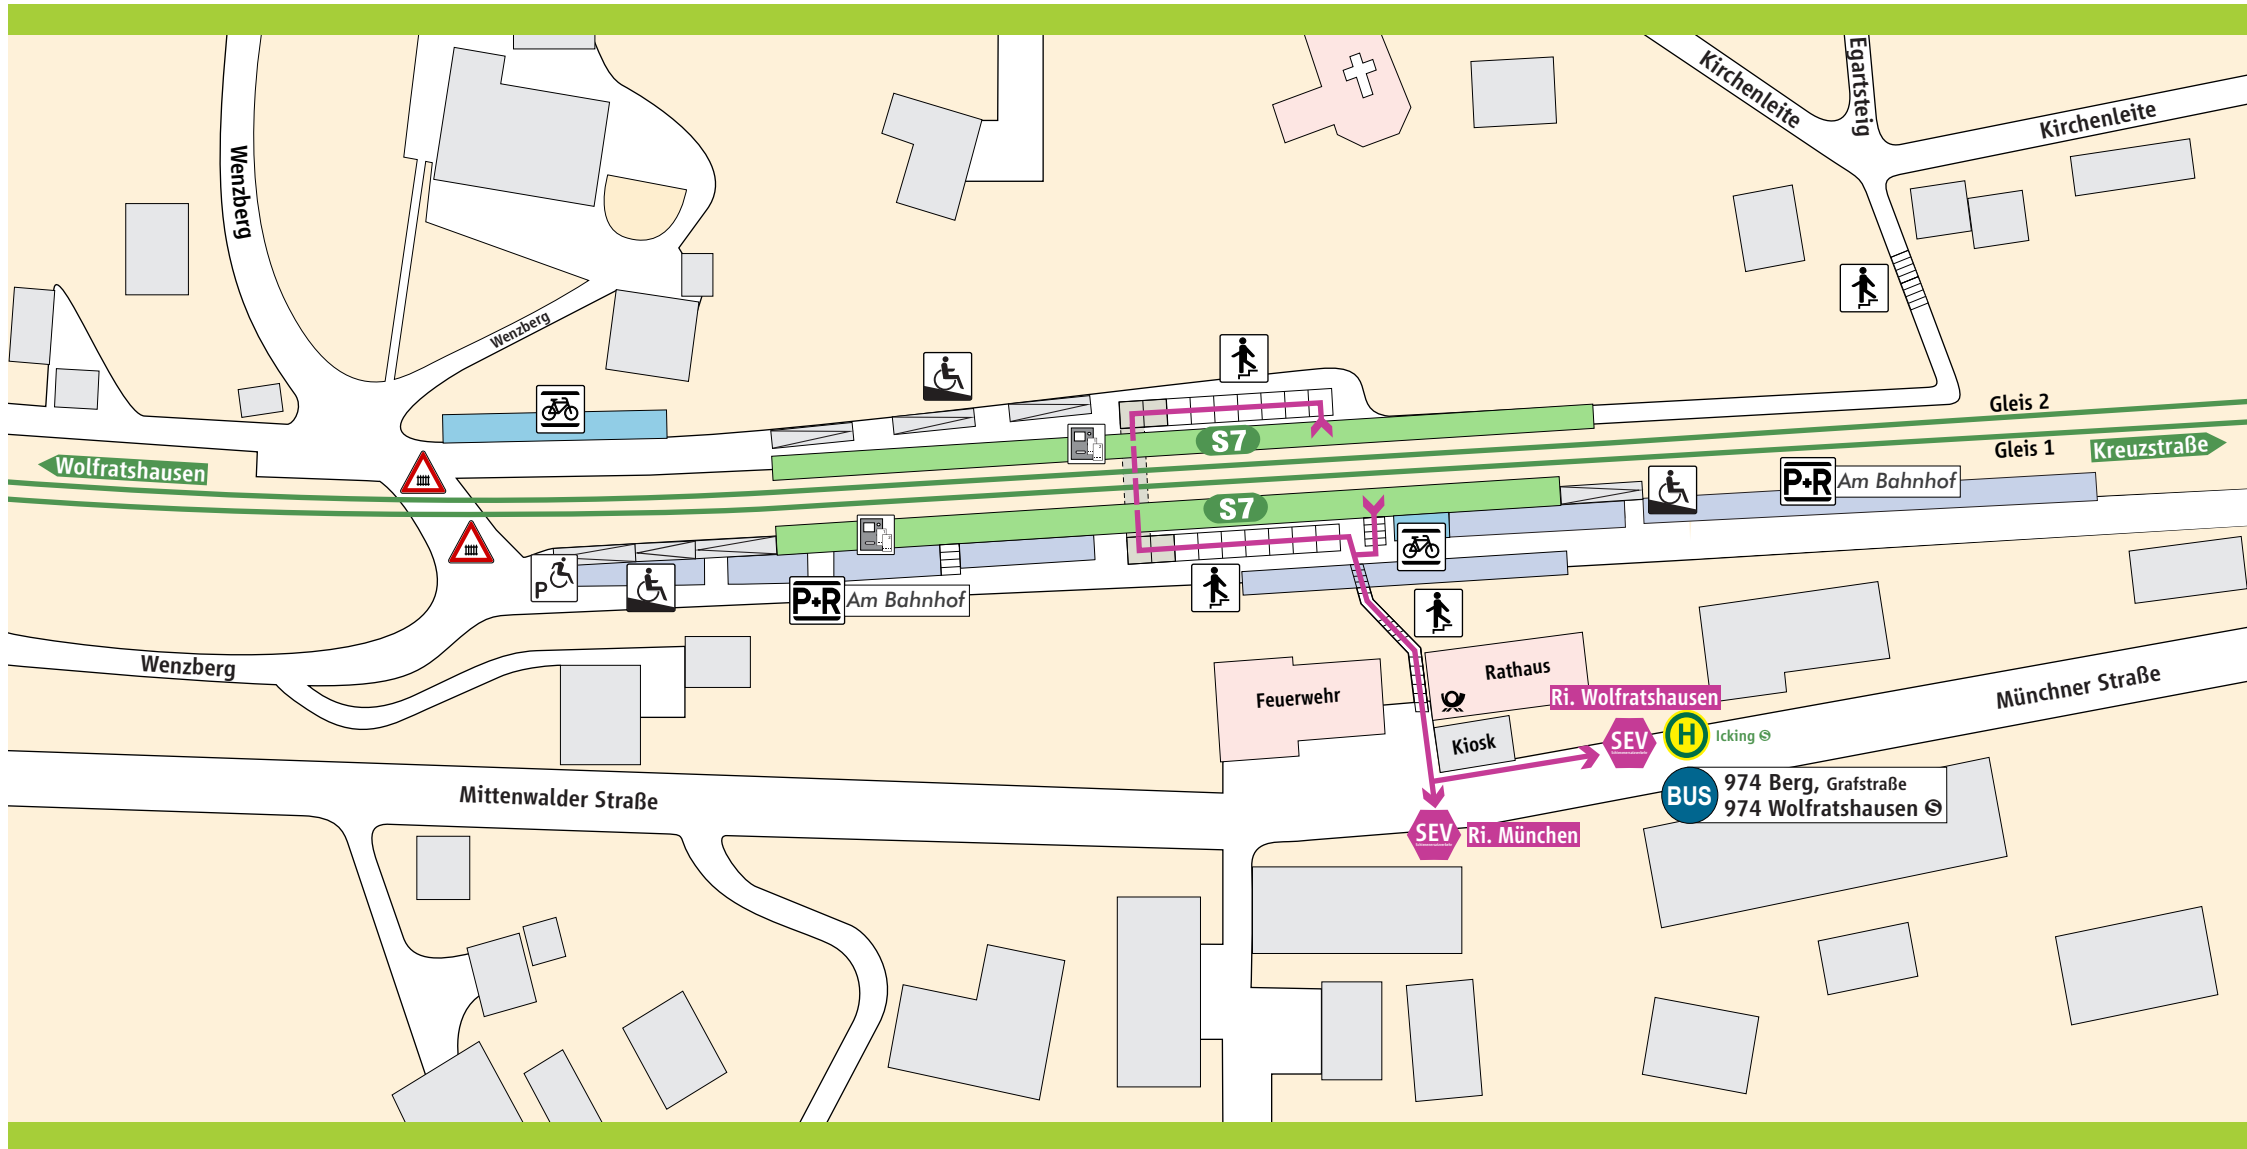 Egartsteig
Kirchenleite
Kirchenleite
Wenzberg
Wenzberg
Gleis 2
S7
Gleis 1
Kreuzstraße
Wolfratshausen
P+R Am Bahnhof
S7
P
P+R Am Bahnhof
Wenzberg
Rathaus
Feuerwehr
Ri. Wolfratshausen
Münchner Straße
Kiosk
SEV
H
Icking S
Mittenwalder Straße
BUS
974 Berg, Grafstraße
974 Wolfratshausen S
SEV
Ri. München